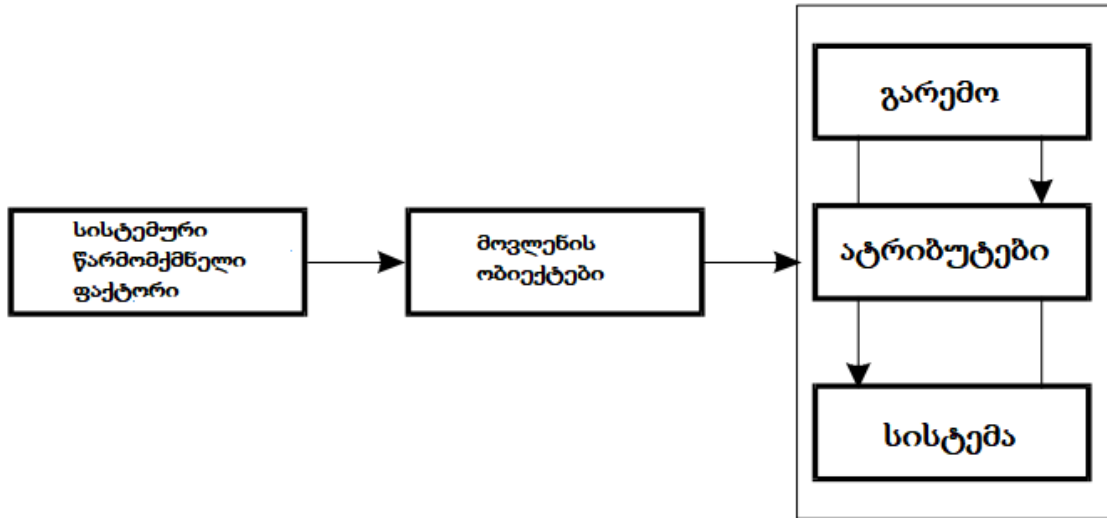 სისტემური
წარმომქმნელი
ფაქტორი
მოვლენის
ობიექტები
გარემო
ატრიბუტები
სისტემა